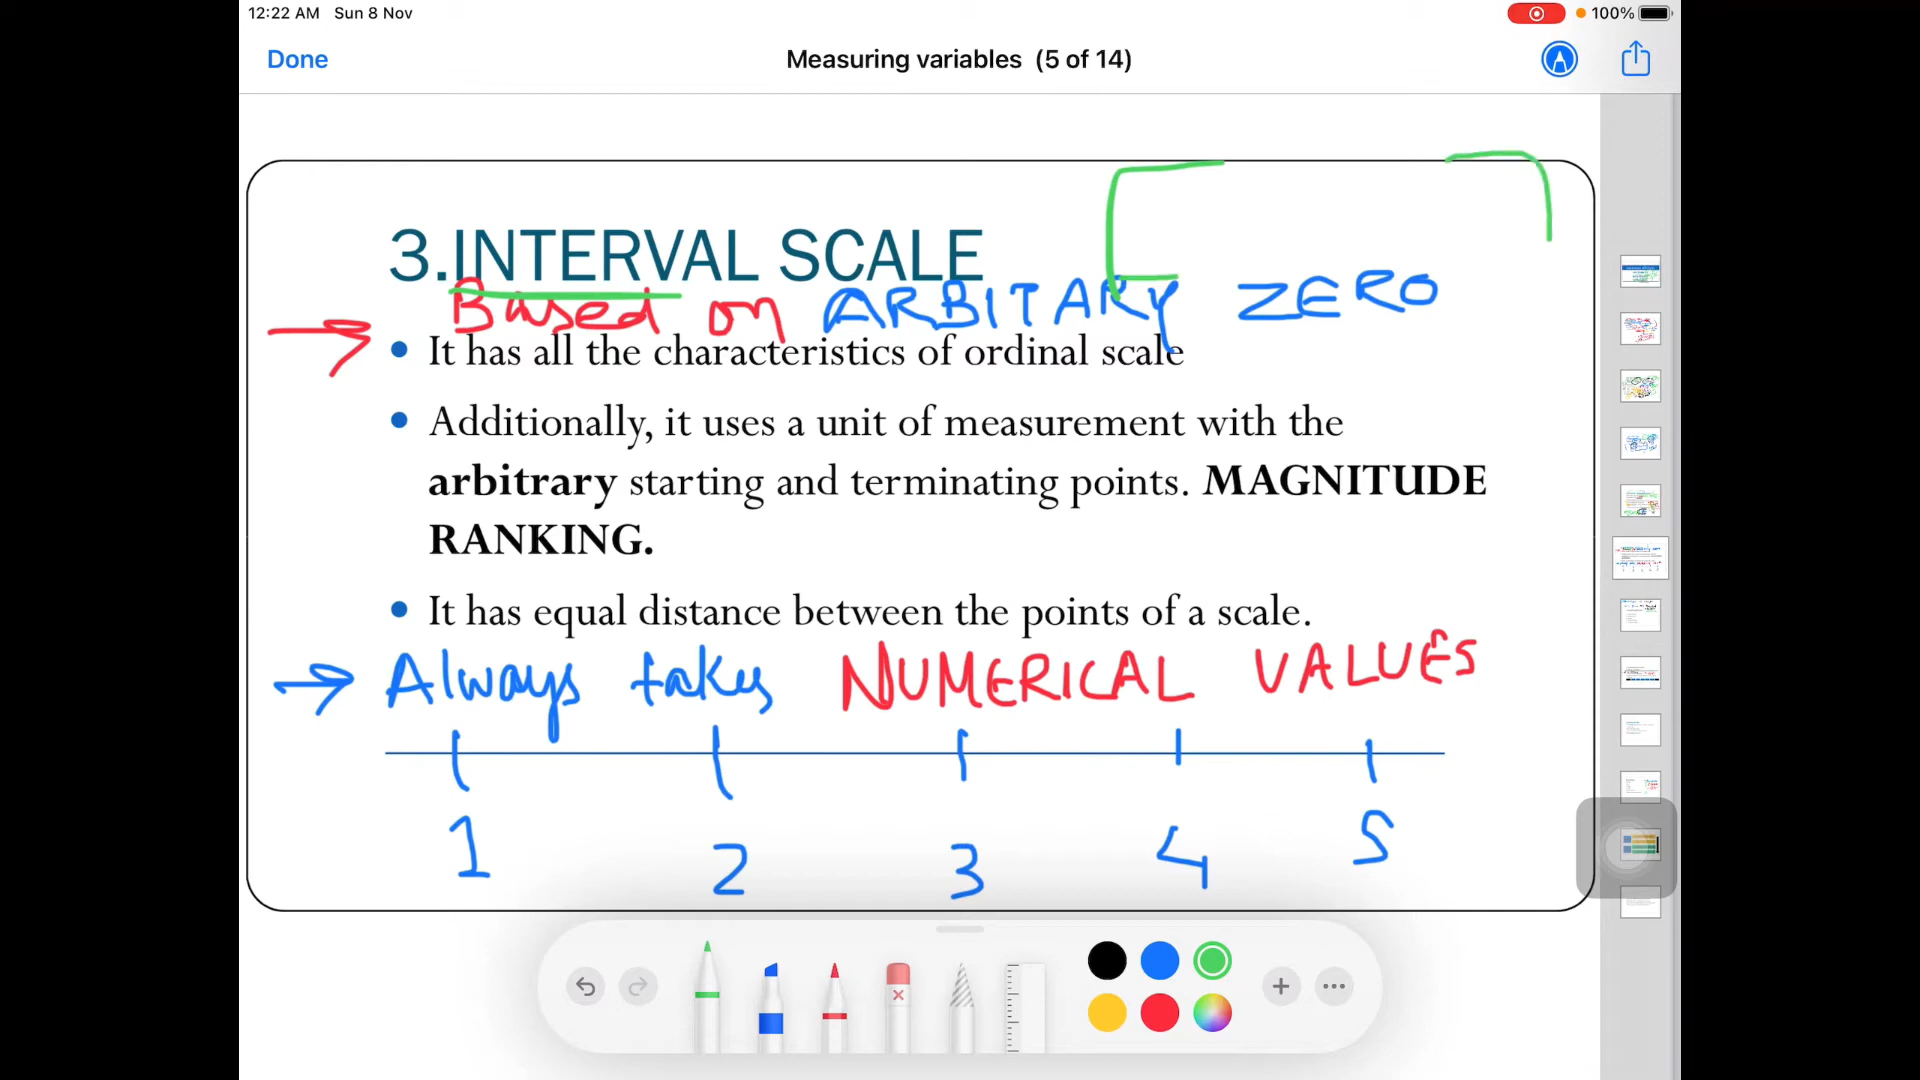 12:22 AM Sun 8 Nov
100%
Done
Measuring variables (5 of 14)
3.INTERVAL SCALE
Based on ARBITARY ZERO
It has all the characteristics of ordinal scale
Additionally, it uses a unit of measurement with the
arbitrary starting and terminating points. MAGNITUDE
RANKING.
It has equal distance between the points of a scale.
Always takes NUMERICAL VALUES
1 2 3 4 5